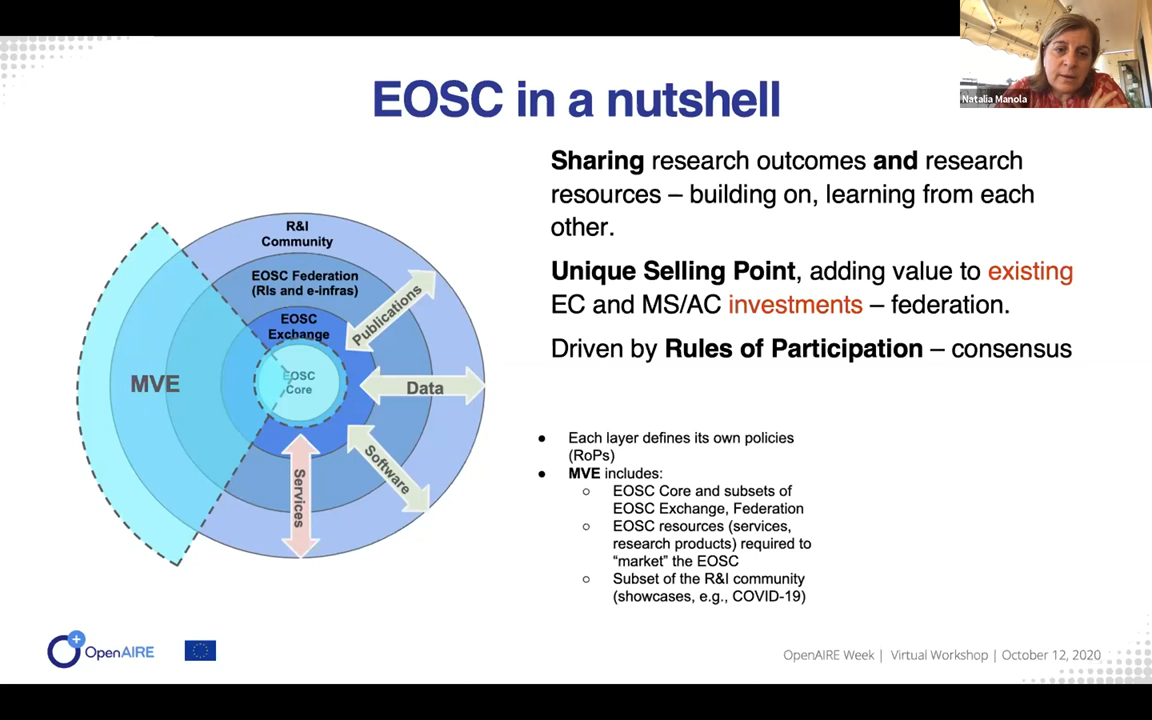 Natalia Manola
EOSC in a nutshell
Sharing research outcomes and research
resources – building on, learning from each
other.
Unique Selling Point, adding value to existing
EC and MS/AC investments – federation.
Driven by Rules of Participation – consensus
R&I
Community
EOSC Federation
(RIs and e-infras)
EOSC
Exchange
EOSC
Core
MVE
Publications
Data
Software
Services
● Each layer defines its own policies
(RoPs)
● MVE includes:
○ EOSC Core and subsets of
EOSC Exchange, Federation
○ EOSC resources (services,
research products) required to
“market” the EOSC
○ Subset of the R&I community
(showcases, e.g., COVID-19)
OpenAIRE
OpenAIRE Week | Virtual Workshop | October 12, 2020